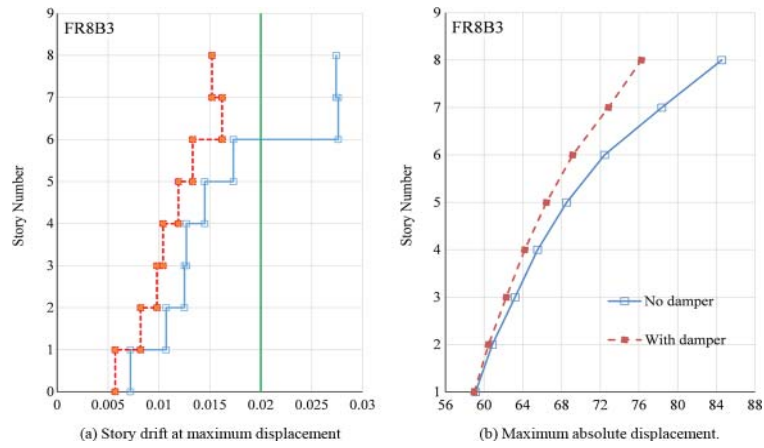 FR8B3
Story Number
9
8
7
6
5
4
3
2
1
0
0 0.005 0.01 0.015 0.02 0.025 0.03
(a) Story drift at maximum displacement
FR8B3
Story Number
9
8
7
6
5
4
3
2
1
No damper
With damper
56 60 64 68 72 76 80 84 88
(b) Maximum absolute displacement.